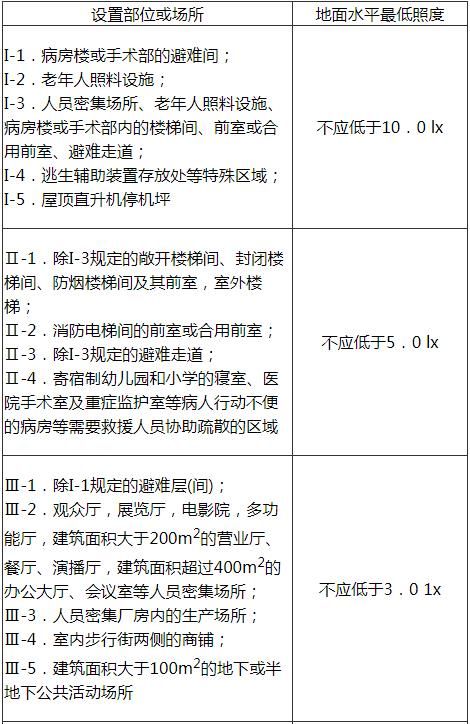 设置部位或场所 地面水平最低照度
Ⅰ-1．病房楼或手术部的避难间；
Ⅰ-2．老年人照料设施；
Ⅰ-3．人员密集场所、老年人照料设施、
病房楼或手术部内的楼梯间、前室或合
用前室、避难走道；
Ⅰ-4．逃生辅助装置存放处等特殊区域；
Ⅰ-5．屋顶直升机停机坪
不应低于10．0 lx
Ⅱ-1．除Ⅰ-3规定的敞开楼梯间、封闭楼
梯间、防烟楼梯间及其前室，室外楼
梯；
Ⅱ-2．消防电梯间的前室或合用前室；
Ⅱ-3．除Ⅰ-3规定的避难走道；
Ⅱ-4．寄宿制幼儿园和小学的寝室、医
院手术室及重症监护室等病人行动不便
的病房等需要救援人员协助疏散的区域
不应低于5．0 lx
Ⅲ-1．除Ⅰ-1规定的避难层(间)；
Ⅲ-2．观众厅，展览厅，电影院，多功
能厅，建筑面积大于200m²的营业厅、
餐厅、演播厅，建筑面积超过400m²的
办公大厅、会议室等人员密集场所；
Ⅲ-3．人员密集厂房内的生产场所；
Ⅲ-4．室内步行街两侧的商铺；
Ⅲ-5．建筑面积大于100m²的地下或半
地下公共活动场所
不应低于3．0 1x